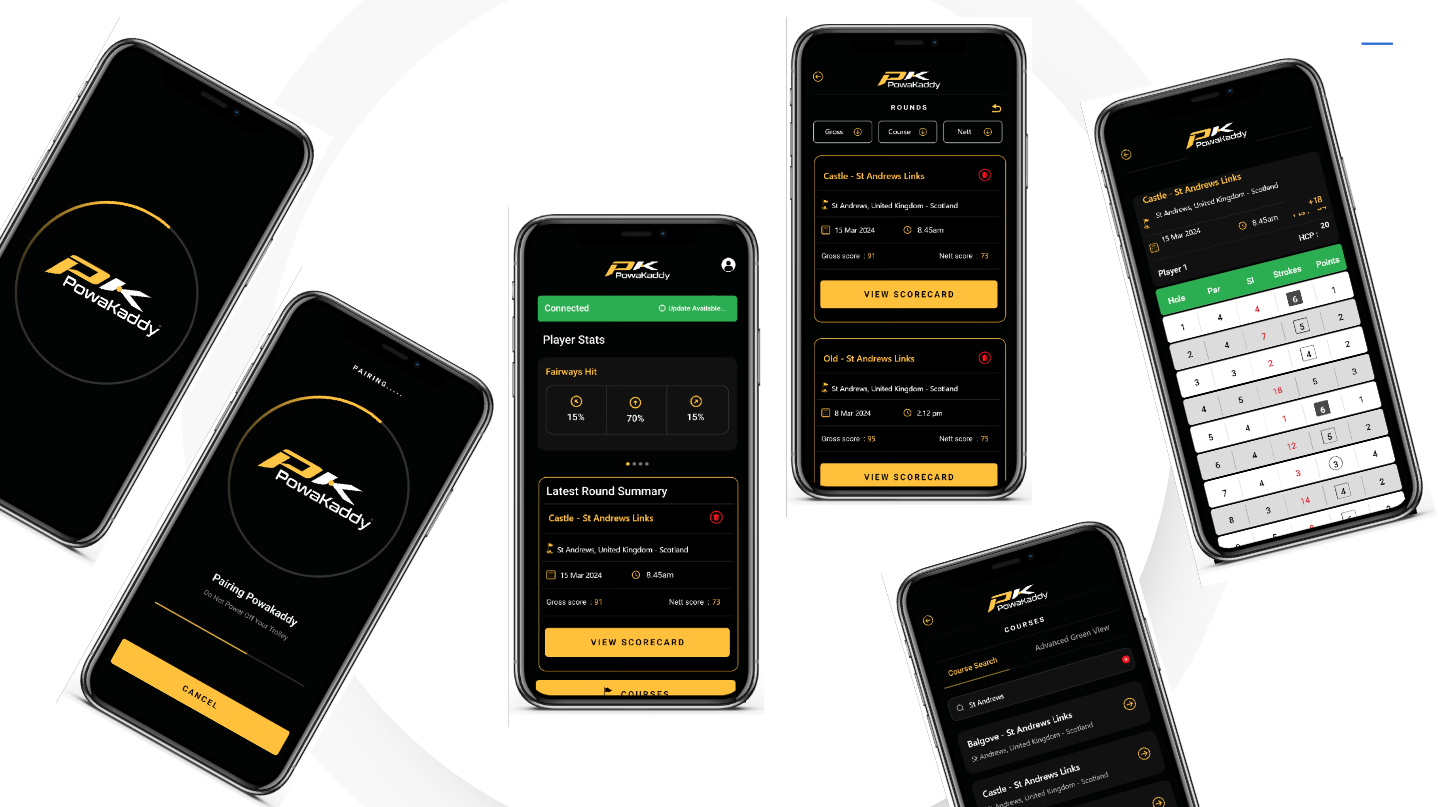 PK
PowaKaddy
PAIRING.....
PK
PowaKaddy
Pairing Powakaddy
Do Not Power Off Your Trolley
CANCEL
PK
PowaKaddy
Connected
Update Available...
Player Stats
Fairways Hit
15% 70% 15%
Latest Round Summary
Castle - St Andrews Links
St Andrews, United Kingdom - Scotland
15 Mar 2024 8.45am
Gross score : 91 Nett score : 73
VIEW SCORECARD
COURSES
PK
PowaKaddy
ROUNDS
Gross Course Nett
Castle - St Andrews Links
St Andrews, United Kingdom - Scotland
15 Mar 2024 8.45am
Gross score : 91 Nett score : 73
VIEW SCORECARD
Old - St Andrews Links
St Andrews, United Kingdom - Scotland
8 Mar 2024 2.12 pm
Gross score : 95 Nett score : 75
VIEW SCORECARD
PK
PowaKaddy
COURSES
Course Search Advanced Green View
St Andrews
Balgove - St Andrews Links
St Andrews, United Kingdom - Scotland
Castle - St Andrews Links
St Andrews, United Kingdom - Scotland
PK
PowaKaddy
Castle - St Andrews Links
St Andrews, United Kingdom - Scotland
15 Mar 2024 8.45am +18
Player 1 HCP : 20
Hole Par SI Strokes Points
1 4 4 6 1
2 4 7 5 2
3 3 2 4 2
4 5 18 5 3
5 4 1 6 1
6 4 12 5 2
7 4 3 3 4
8 3 14 4 2